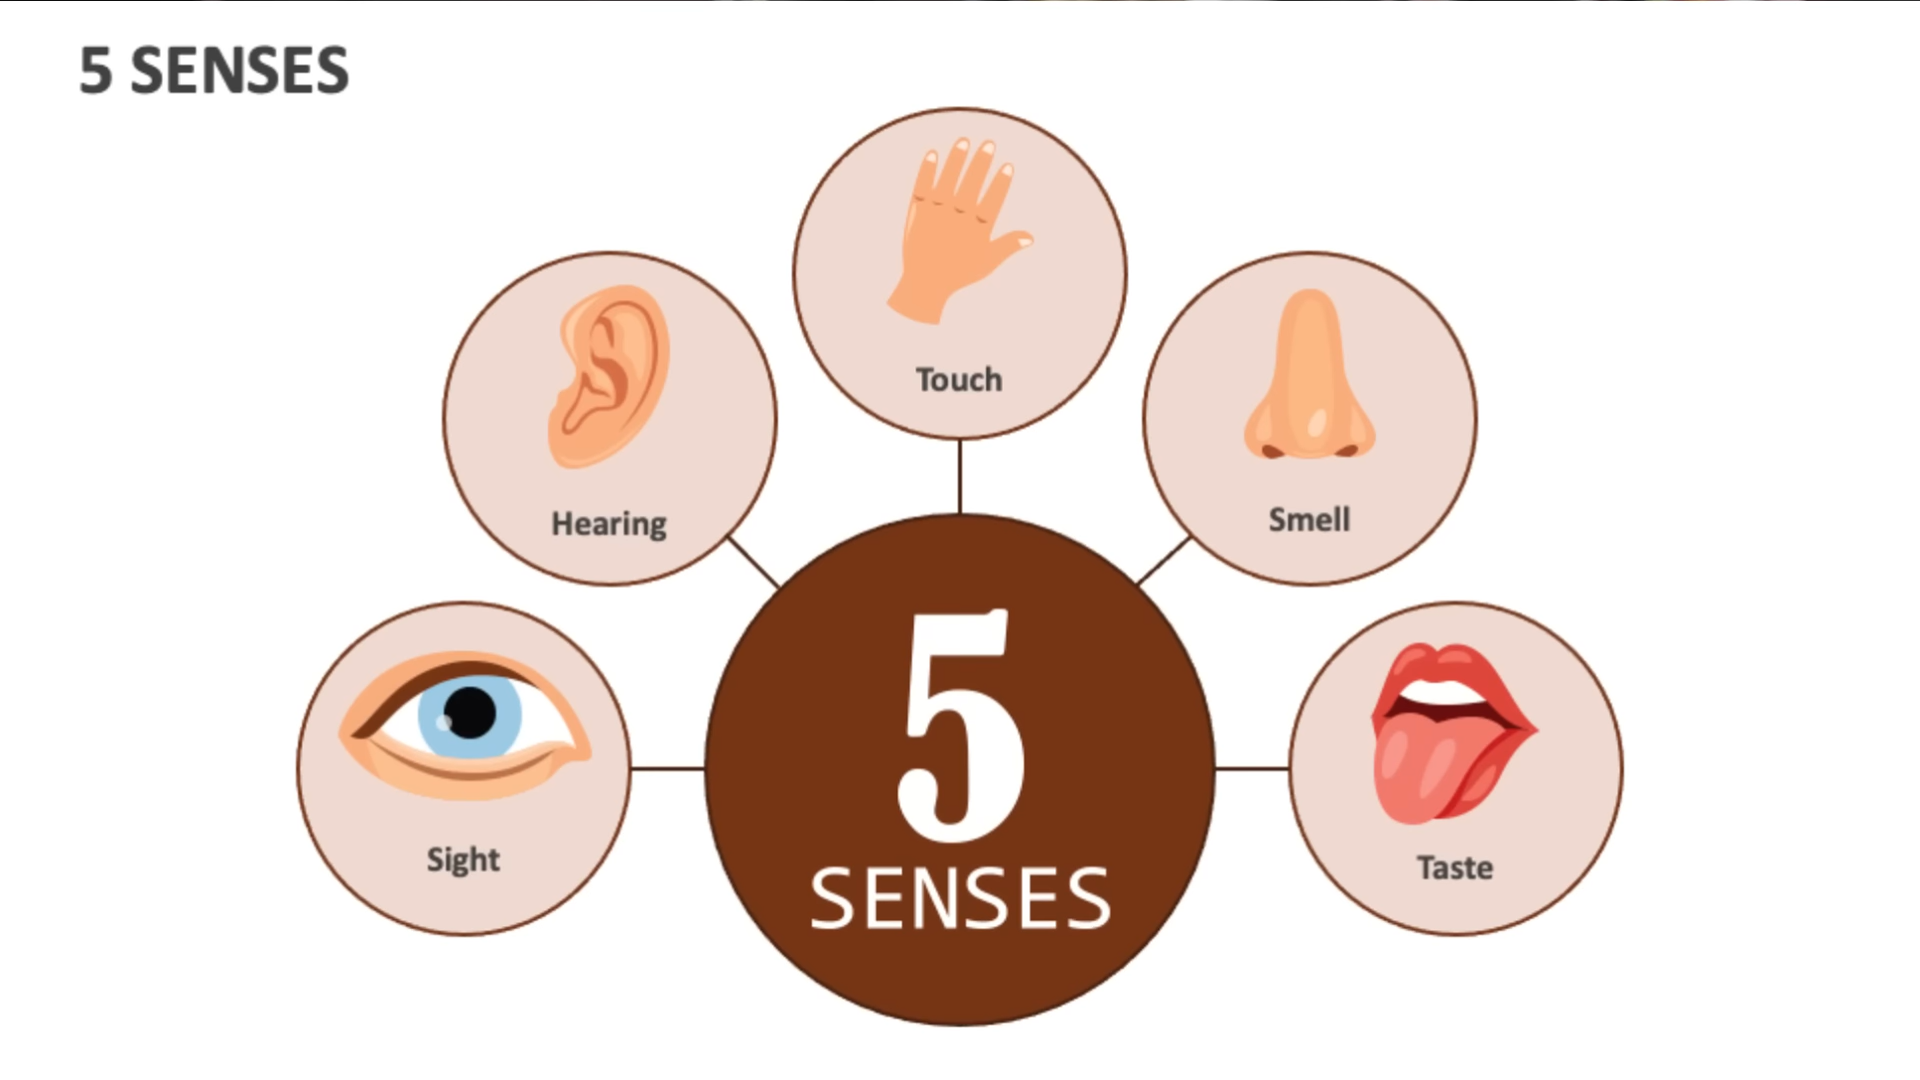 5 SENSES
Touch
Hearing
Smell
Sight
Taste
5
SENSES